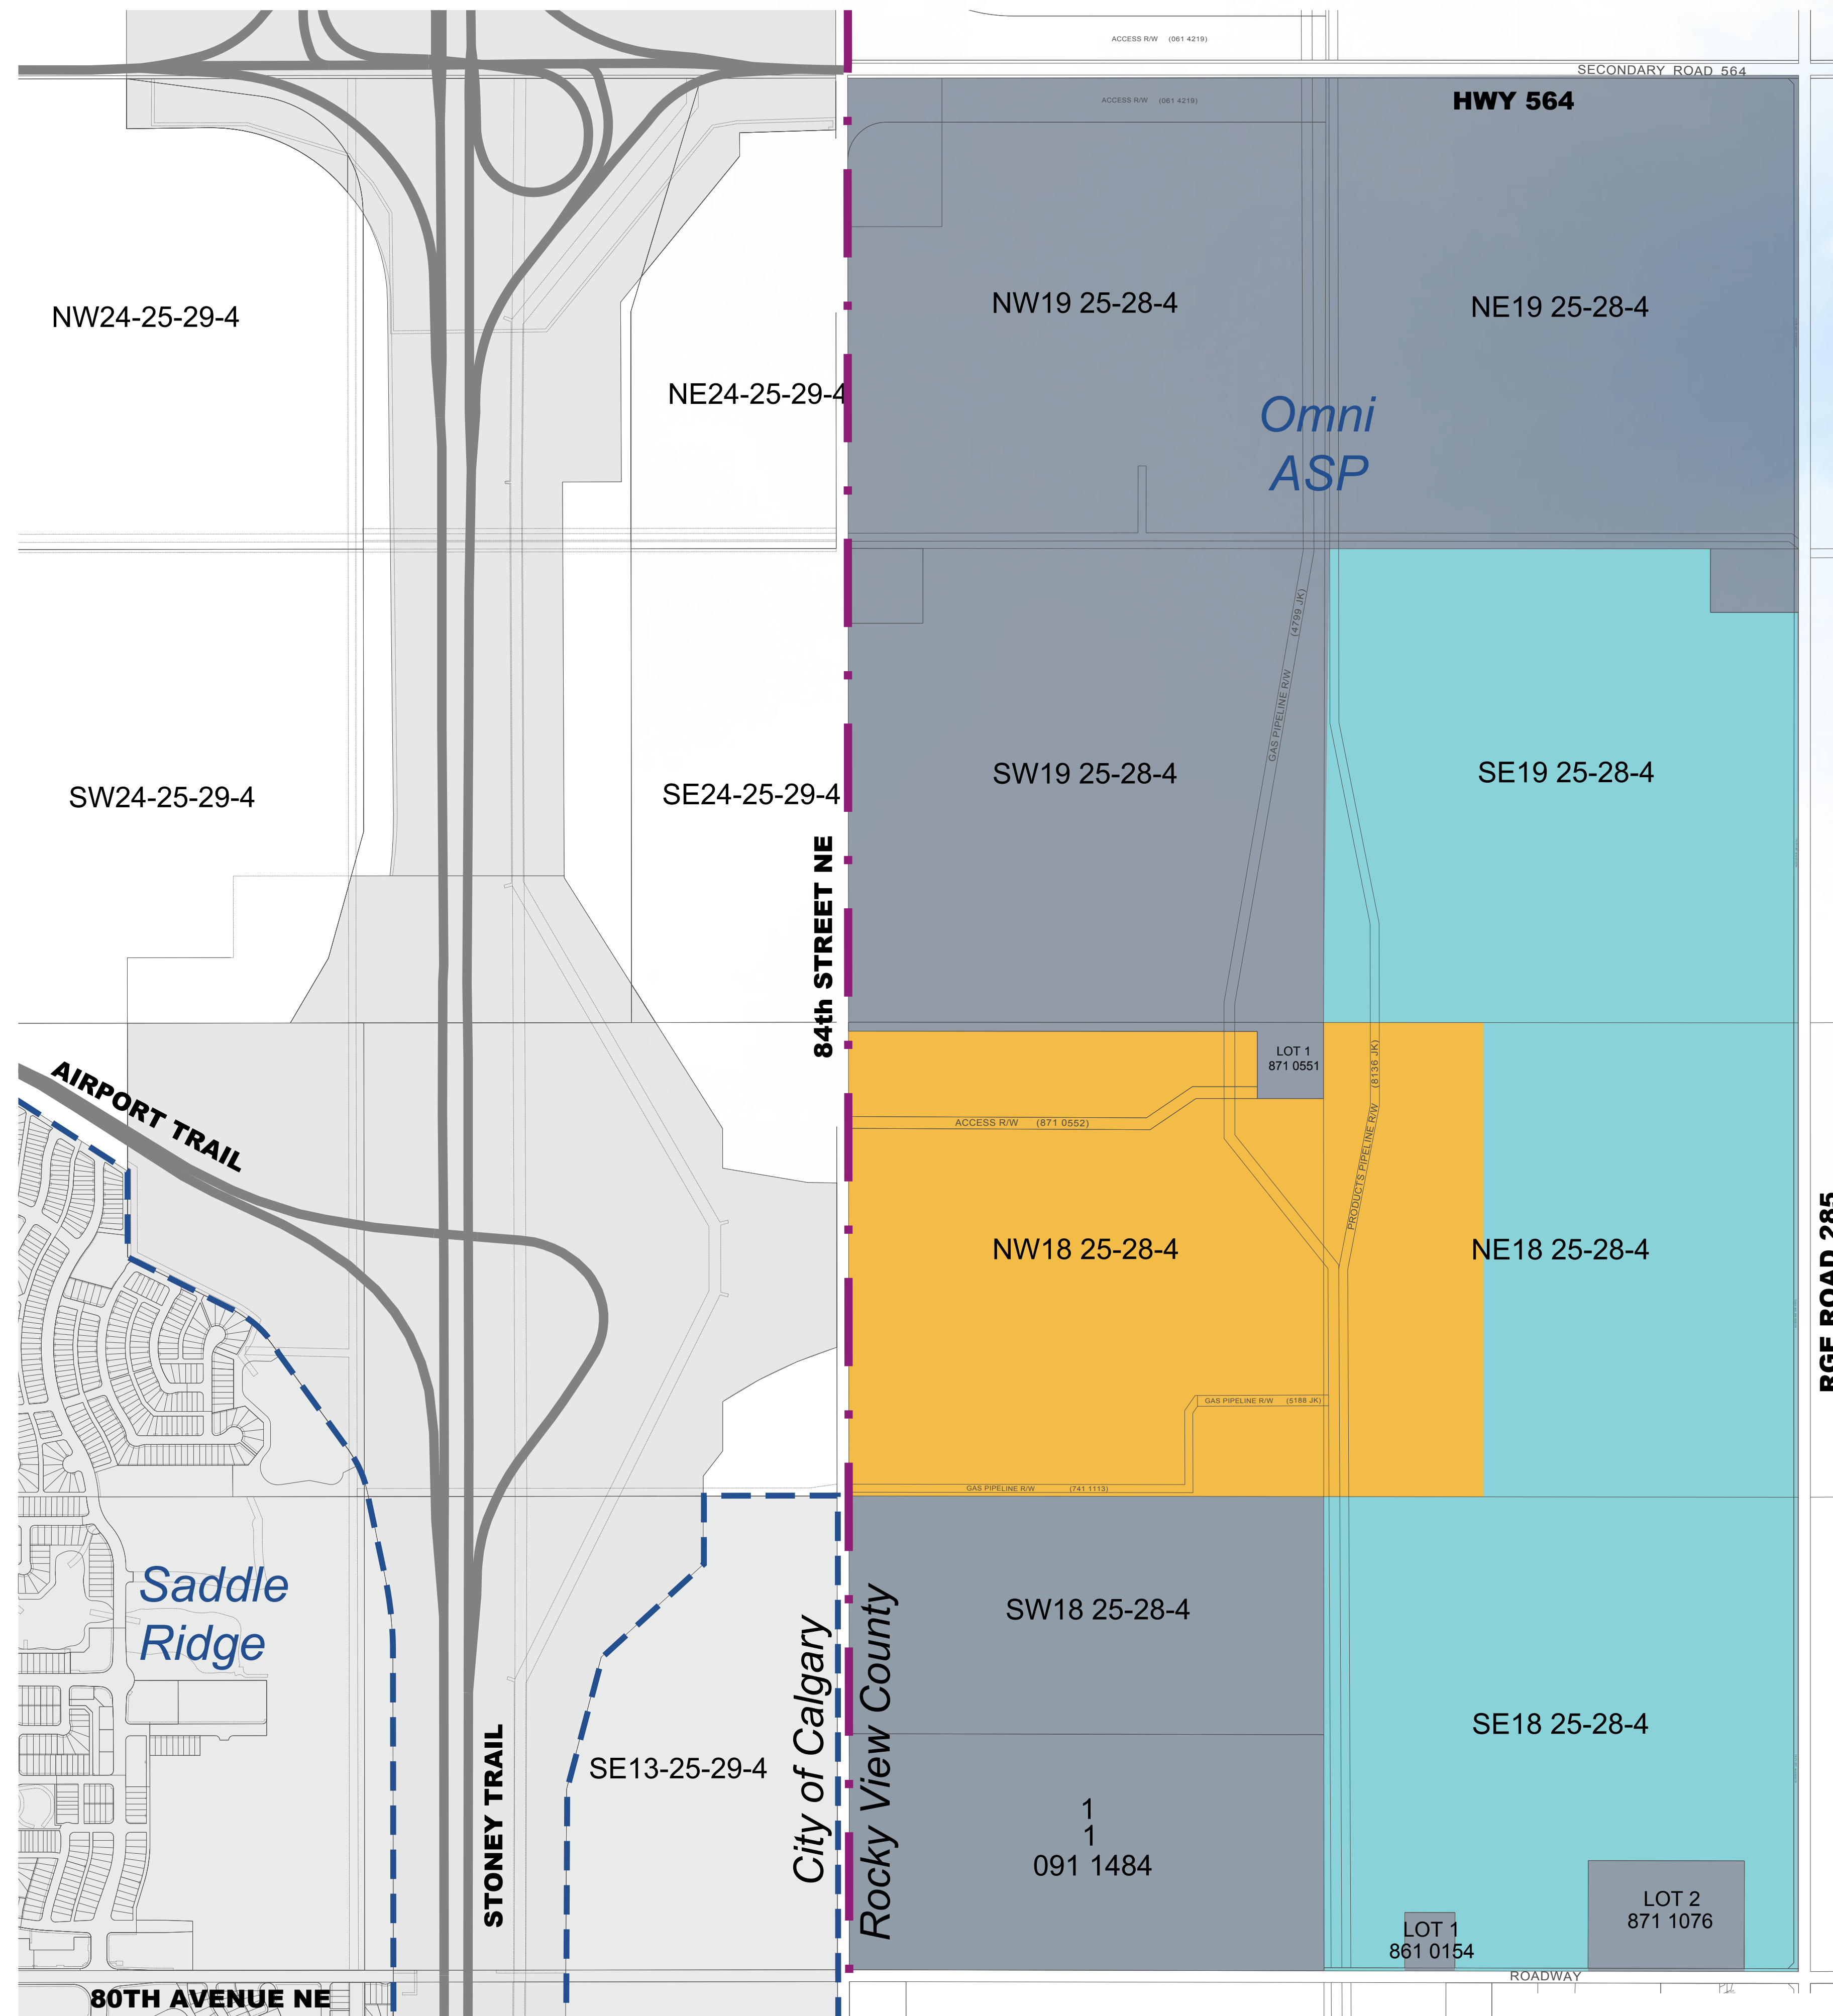 ACCESS R/W (061 4219)
SECONDARY ROAD 564
ACCESS R/W (061 4219)
HWY 564
NW24-25-29-4
NW19 25-28-4
NE19 25-28-4
NE24-25-29-4
Omni
ASP
GAS PIPELINE R/W (4799 JK)
SW24-25-29-4
SE24-25-29-4
SW19 25-28-4
SE19 25-28-4
84th STREET NE
LOT 1
871 0551
AIRPORT TRAIL
ACCESS R/W (871 0552)
PRODUCTS PIPELINE R/W (8136 JK)
NW18 25-28-4
NE18 25-28-4
RGE ROAD 285
GAS PIPELINE R/W (5188 JK)
GAS PIPELINE R/W (741 1113)
Saddle
Ridge
SW18 25-28-4
City of Calgary
Rocky View County
STONEY TRAIL
SE13-25-29-4
SE18 25-28-4
1
1
091 1484
LOT 1
861 0154
LOT 2
871 1076
ROADWAY
80TH AVENUE NE